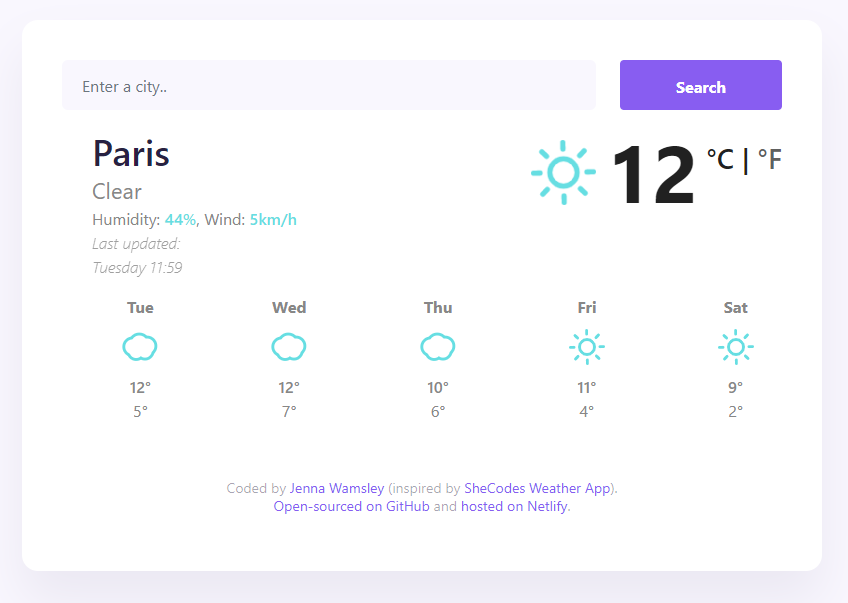 Enter a city..
Search
Paris
12 °C | °F
Clear
Humidity: 44%, Wind: 5km/h
Last updated:
Tuesday 11:59
Tue Wed Thu Fri Sat
12° 12° 10° 11° 9°
5° 7° 6° 4° 2°
Coded by Jenna Wamsley (inspired by SheCodes Weather App).
Open-sourced on GitHub and hosted on Netlify.